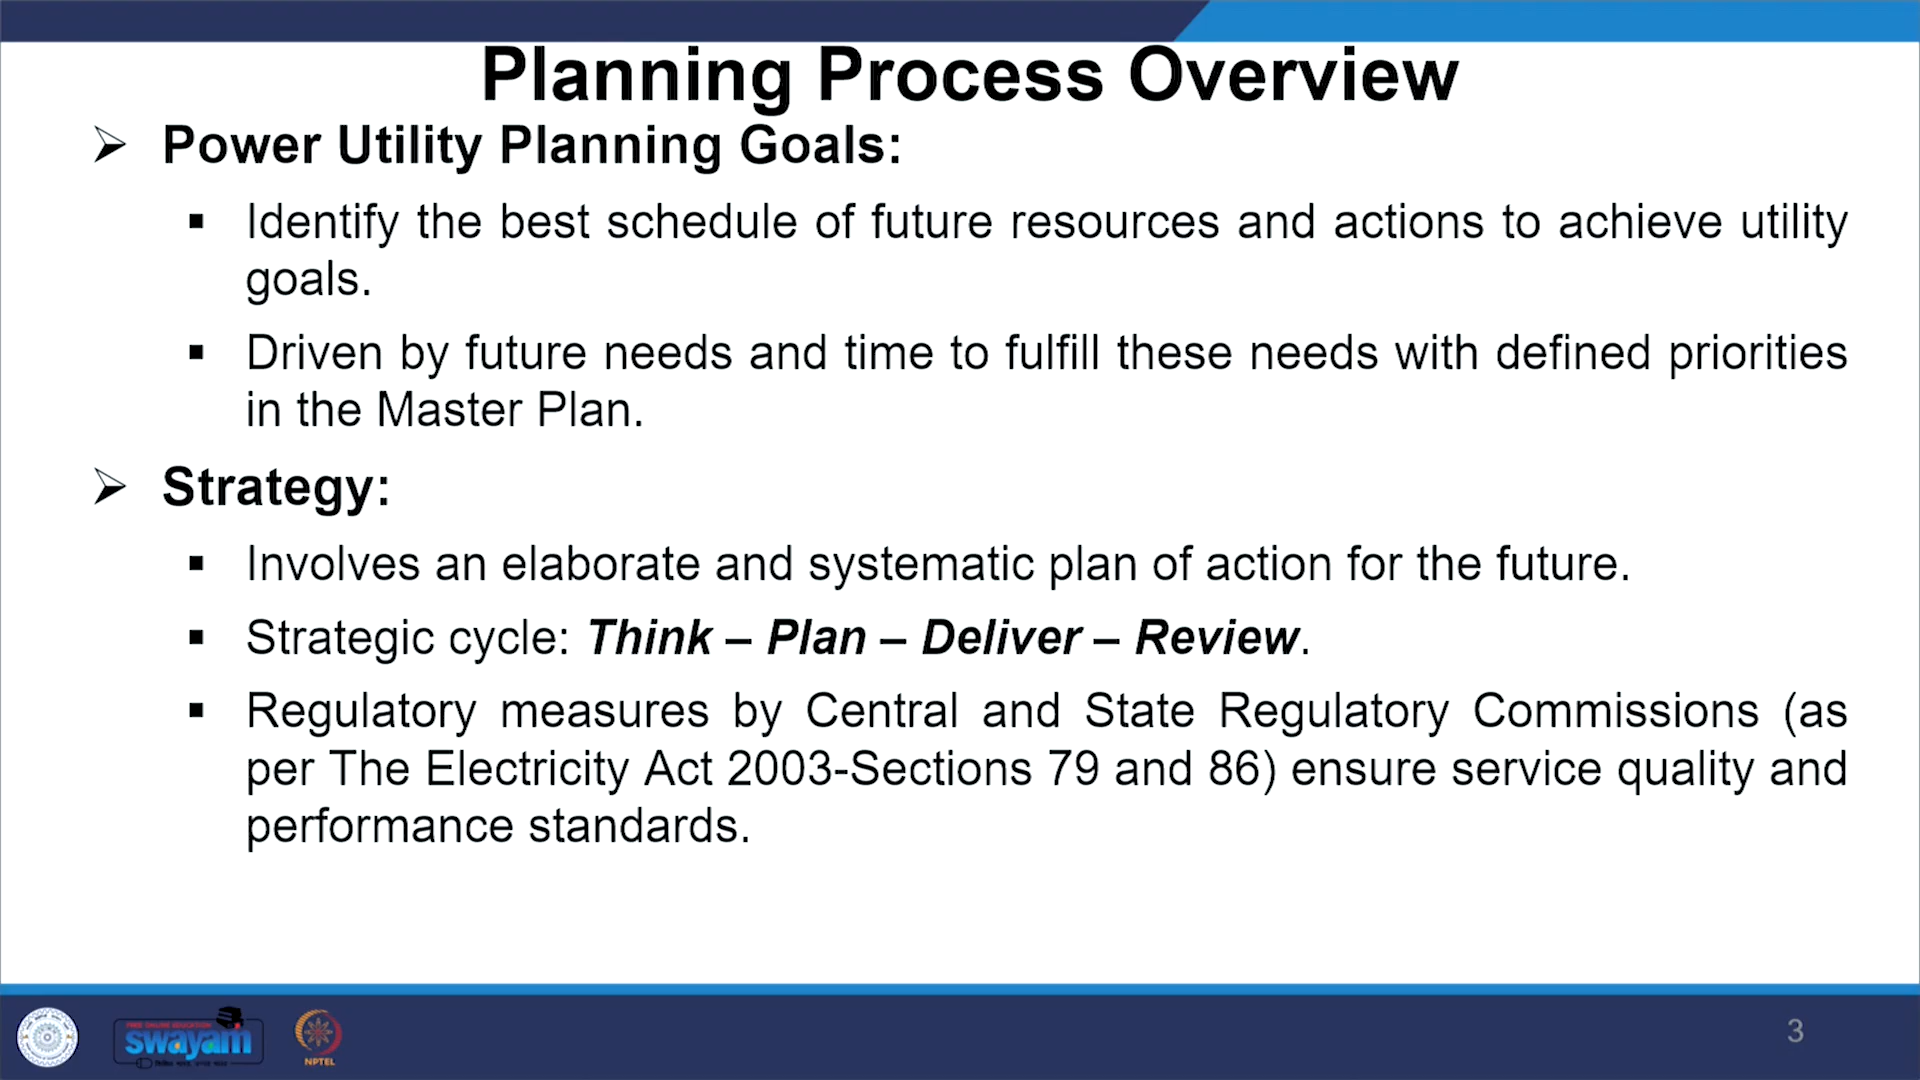 Planning Process Overview
Power Utility Planning Goals:
Identify the best schedule of future resources and actions to achieve utility
goals.
Driven by future needs and time to fulfill these needs with defined priorities
in the Master Plan.
Strategy:
Involves an elaborate and systematic plan of action for the future.
Strategic cycle: Think – Plan – Deliver – Review.
Regulatory measures by Central and State Regulatory Commissions (as
per The Electricity Act 2003-Sections 79 and 86) ensure service quality and
performance standards.
FREE ONLINE EDUCATION
swayam
NPTEL
3